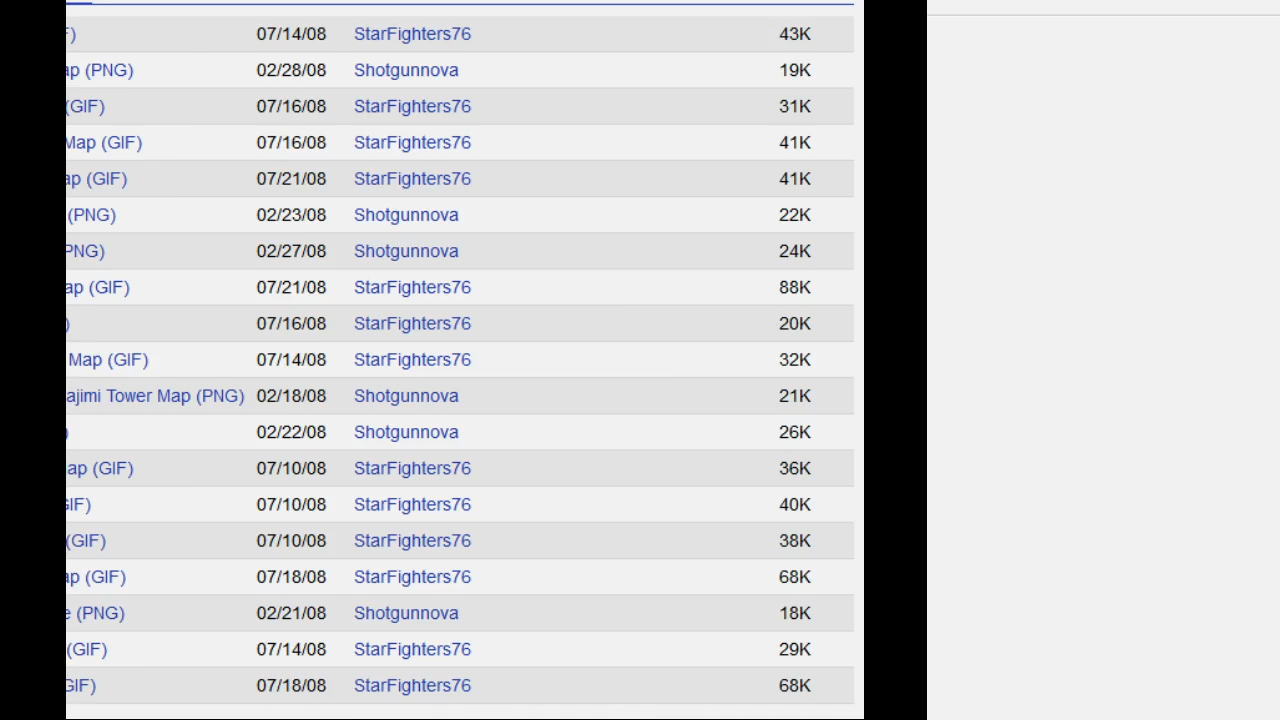 F) 07/14/08 StarFighters76 43K
ap (PNG) 02/28/08 Shotgunnova 19K
(GIF) 07/16/08 StarFighters76 31K
Map (GIF) 07/16/08 StarFighters76 41K
ap (GIF) 07/21/08 StarFighters76 41K
(PNG) 02/23/08 Shotgunnova 22K
PNG) 02/27/08 Shotgunnova 24K
ap (GIF) 07/21/08 StarFighters76 88K
) 07/16/08 StarFighters76 20K
Map (GIF) 07/14/08 StarFighters76 32K
ajimi Tower Map (PNG) 02/18/08 Shotgunnova 21K
) 02/22/08 Shotgunnova 26K
ap (GIF) 07/10/08 StarFighters76 36K
GIF) 07/10/08 StarFighters76 40K
(GIF) 07/10/08 StarFighters76 38K
ap (GIF) 07/18/08 StarFighters76 68K
e (PNG) 02/21/08 Shotgunnova 18K
(GIF) 07/14/08 StarFighters76 29K
GIF) 07/18/08 StarFighters76 68K